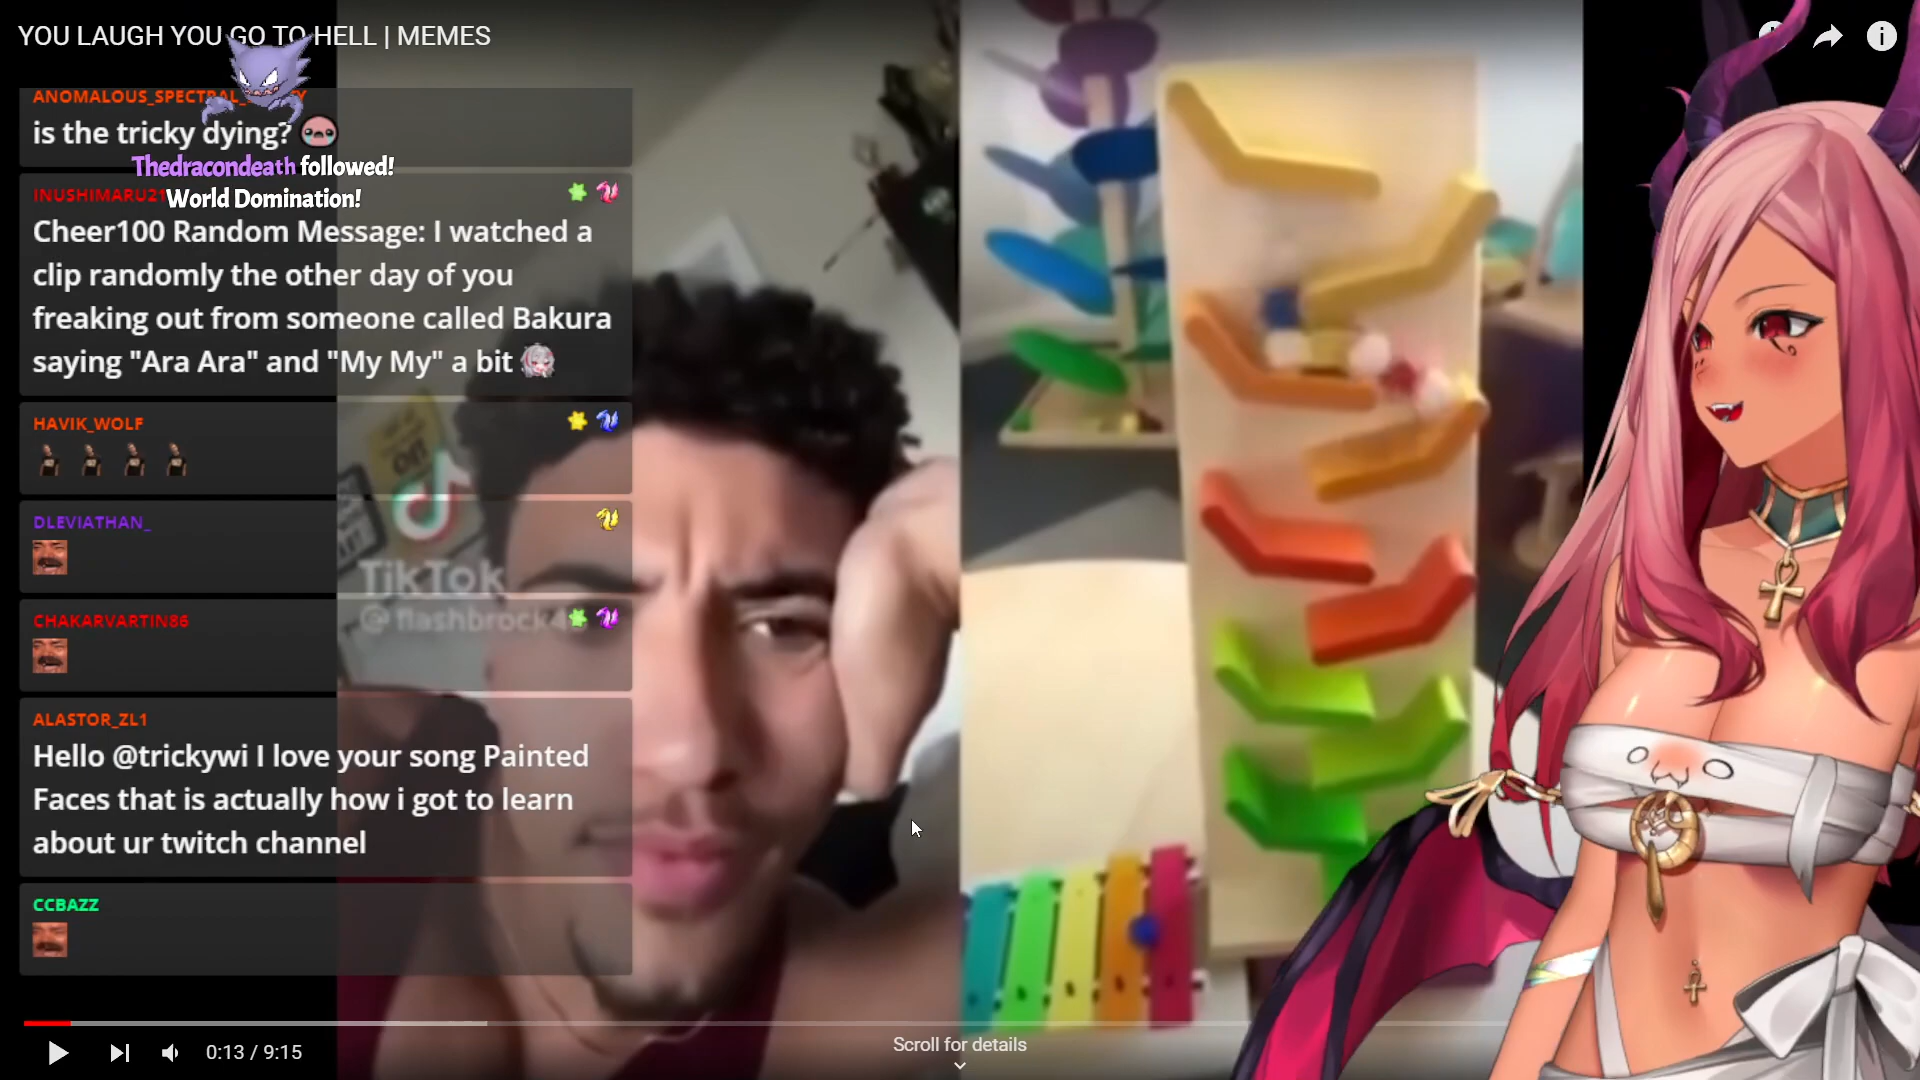 YOU LAUGH YOU GO TO HELL | MEMES
is the tricky dying?
Thedracondeath followed!
World Domination!
INUSHIMARU21
Cheer100 Random Message: I watched a
clip randomly the other day of you
freaking out from someone called Bakura
saying "Ara Ara" and "My My" a bit
HAVIK_WOLF
DLEVIATHAN_
CHAKARVARTIN86
ALASTOR_ZL1
Hello @trickywi I love your song Painted
Faces that is actually how i got to learn
about ur twitch channel
CCBAZZ
TikTok
0:13 / 9:15
Scroll for details